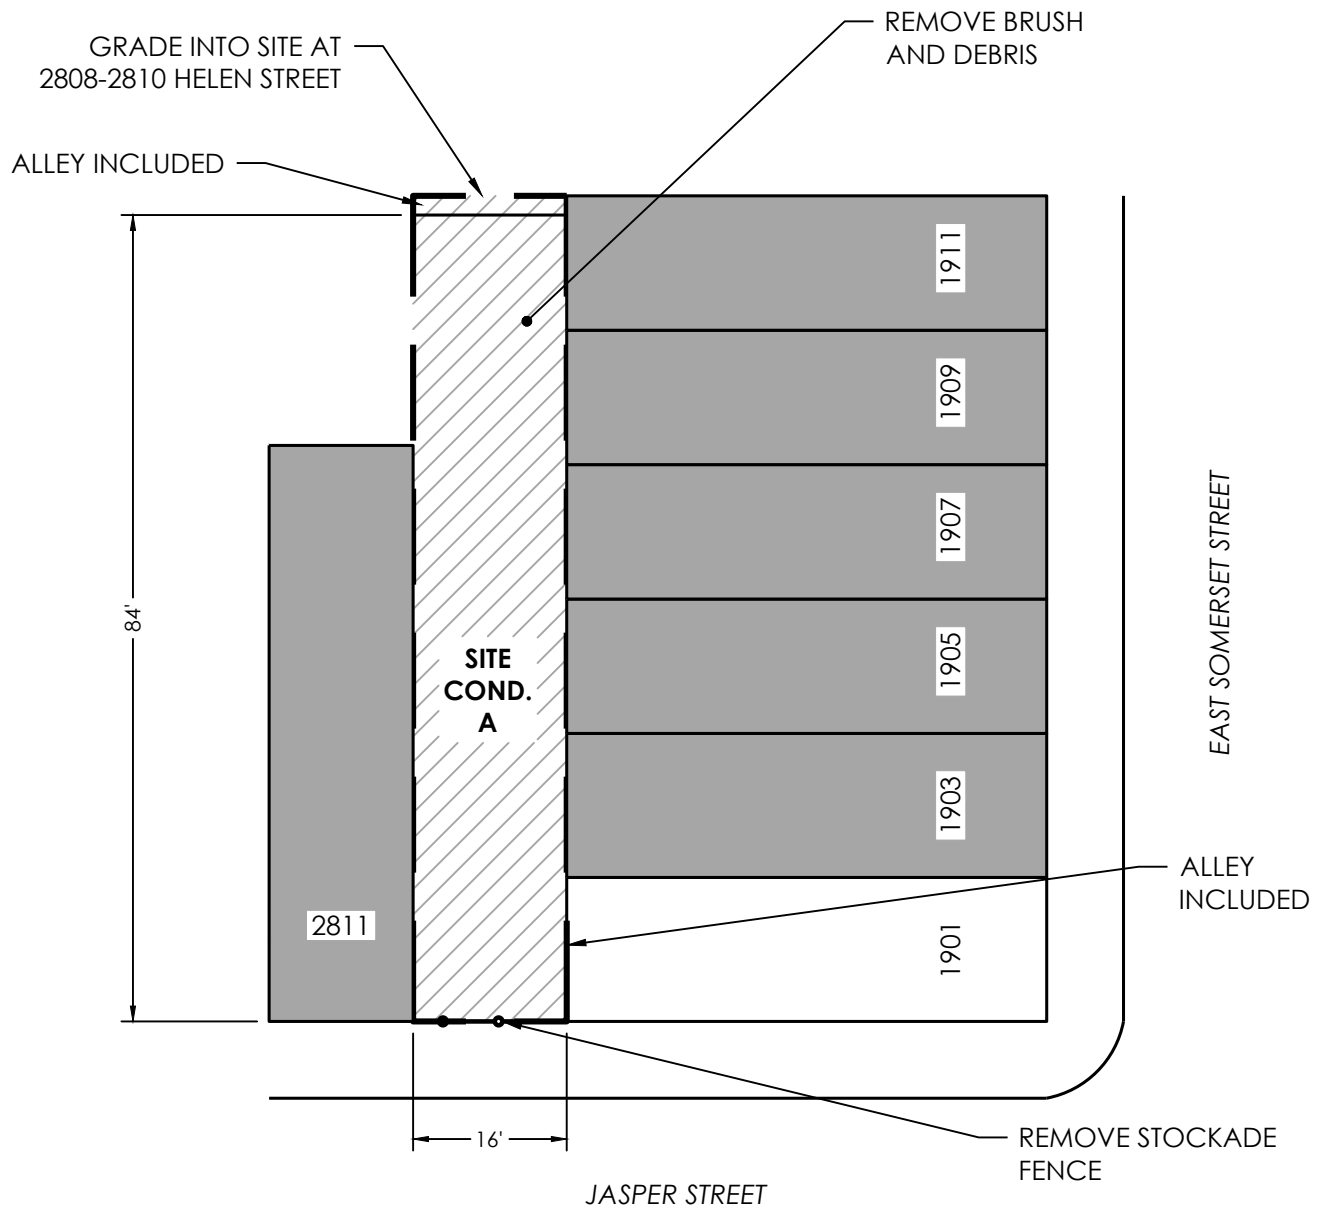 REMOVE BRUSH
AND DEBRIS
GRADE INTO SITE AT
2808-2810 HELEN STREET
ALLEY INCLUDED
1911
1909
1907
1905
1903
1901
EAST SOMERSET STREET
84'
SITE
COND.
A
2811
ALLEY
INCLUDED
16'
REMOVE STOCKADE
FENCE
JASPER STREET